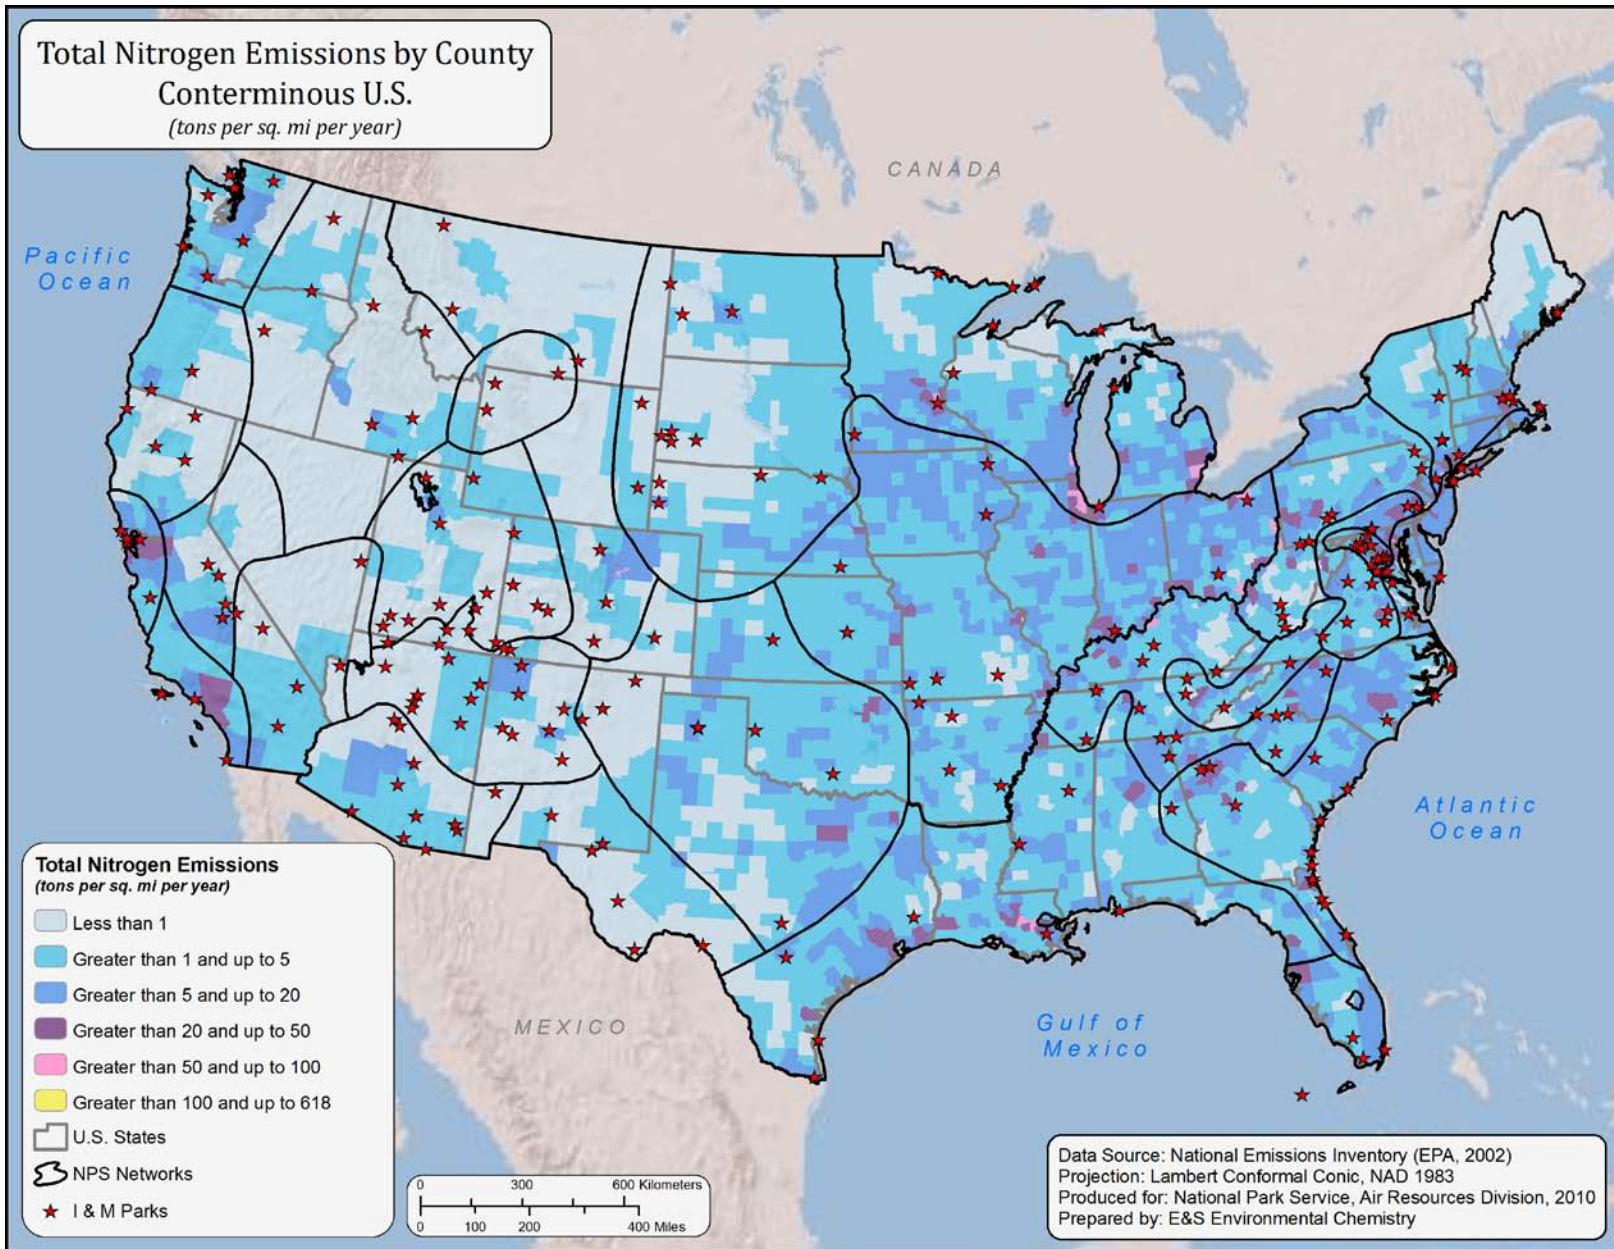 Total Nitrogen Emissions by County
Conterminous U.S.
(tons per sq. mi per year)
CANADA
Pacific
Ocean
Atlantic
Ocean
Gulf of
Mexico
MEXICO
Total Nitrogen Emissions
(tons per sq. mi per year)
Less than 1
Greater than 1 and up to 5
Greater than 5 and up to 20
Greater than 20 and up to 50
Greater than 50 and up to 100
Greater than 100 and up to 618
U.S. States
NPS Networks
I & M Parks
0 300 600 Kilometers
0 100 200 400 Miles
Data Source: National Emissions Inventory (EPA, 2002)
Projection: Lambert Conformal Conic, NAD 1983
Produced for: National Park Service, Air Resources Division, 2010
Prepared by: E&S Environmental Chemistry